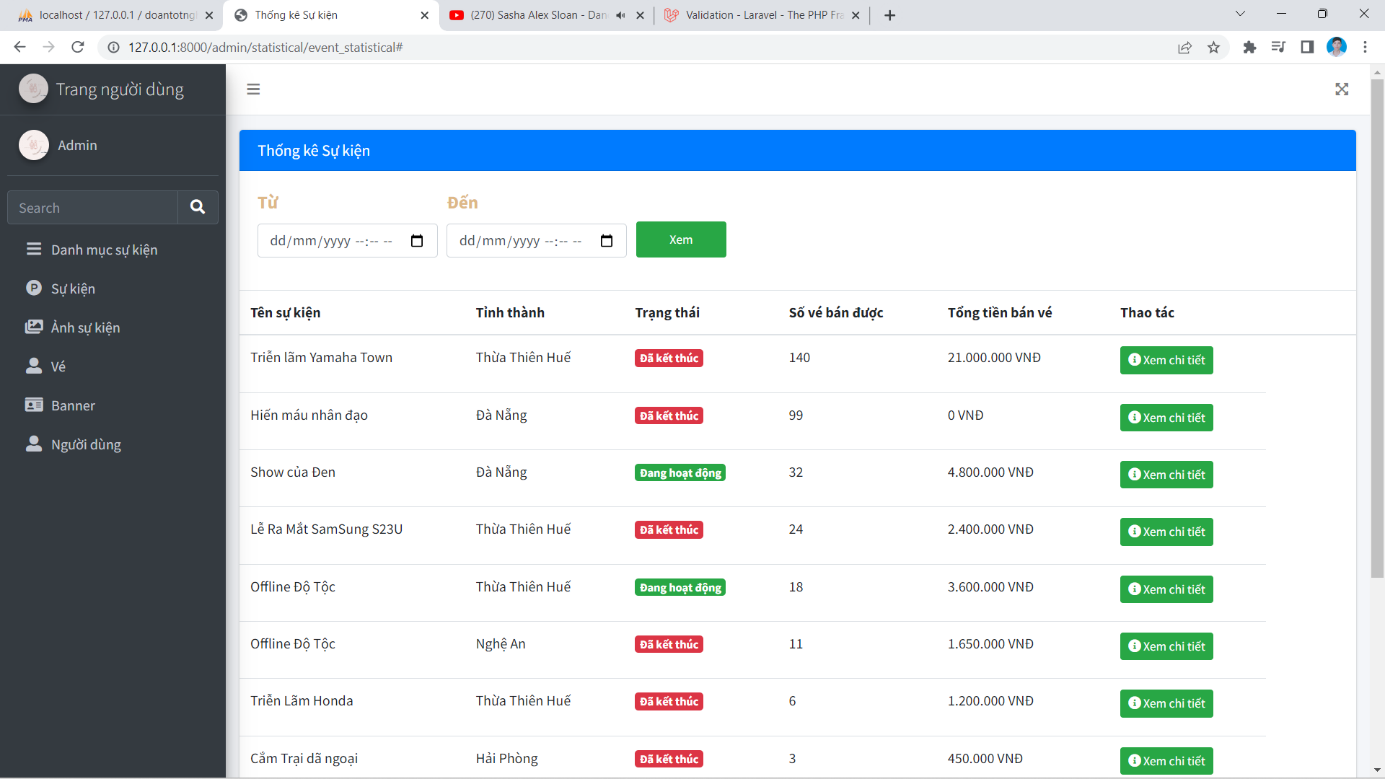 localhost / 127.0.0.1 / doantotng
Thống kê Sự kiện
(270) Sasha Alex Sloan - Dan
Validation - Laravel - The PHP Fra
127.0.0.1:8000/admin/statistical/event_statistical#
Trang người dùng
Admin
Search
Danh mục sự kiện
Sự kiện
Ảnh sự kiện
Vé
Banner
Người dùng
Thống kê Sự kiện
Từ Đến
dd/mm/yyyy --:-- -- dd/mm/yyyy --:-- -- Xem
Tên sự kiện Tỉnh thành Trạng thái Số vé bán được Tổng tiền bán vé Thao tác
Triễn lãm Yamaha Town Thừa Thiên Huế Đã kết thúc 140 21.000.000 VNĐ Xem chi tiết
Hiến máu nhân đạo Đà Nẵng Đã kết thúc 99 0 VNĐ Xem chi tiết
Show của Đen Đà Nẵng Đang hoạt động 32 4.800.000 VNĐ Xem chi tiết
Lễ Ra Mắt SamSung S23U Thừa Thiên Huế Đã kết thúc 24 2.400.000 VNĐ Xem chi tiết
Offline Độ Tộc Thừa Thiên Huế Đang hoạt động 18 3.600.000 VNĐ Xem chi tiết
Offline Độ Tộc Nghệ An Đã kết thúc 11 1.650.000 VNĐ Xem chi tiết
Triễn Lãm Honda Thừa Thiên Huế Đã kết thúc 6 1.200.000 VNĐ Xem chi tiết
Cắm Trại dã ngoại Hải Phòng Đã kết thúc 3 450.000 VNĐ Xem chi tiết